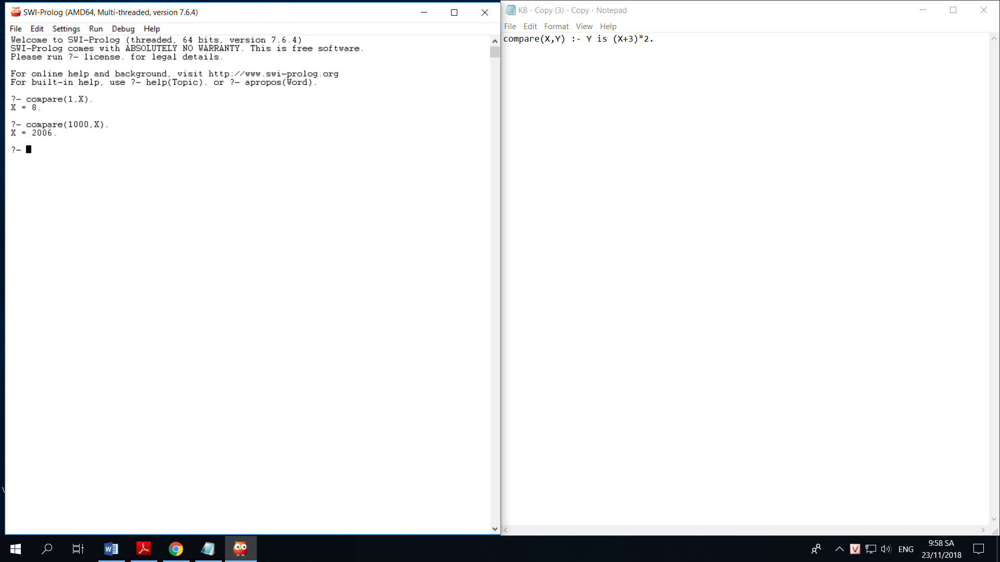 SWI-Prolog (AMD64, Multi-threaded, version 7.6.4)
File Edit Settings Run Debug Help
Welcome to SWI-Prolog (threaded, 64 bits, version 7.6.4)
SWI-Prolog comes with ABSOLUTELY NO WARRANTY. This is free software.
Please run ?- license. for legal details.
For online help and background, visit http://www.swi-prolog.org
For built-in help, use ?- help(Topic). or ?- apropos(Word).
?- compare(1,X).
X = 8.
?- compare(1000,X).
X = 2006.
?-
KB - Copy (3) - Copy - Notepad
File Edit Format View Help
compare(X,Y) :- Y is (X+3)*2.
ENG
9:58 SA
23/11/2018